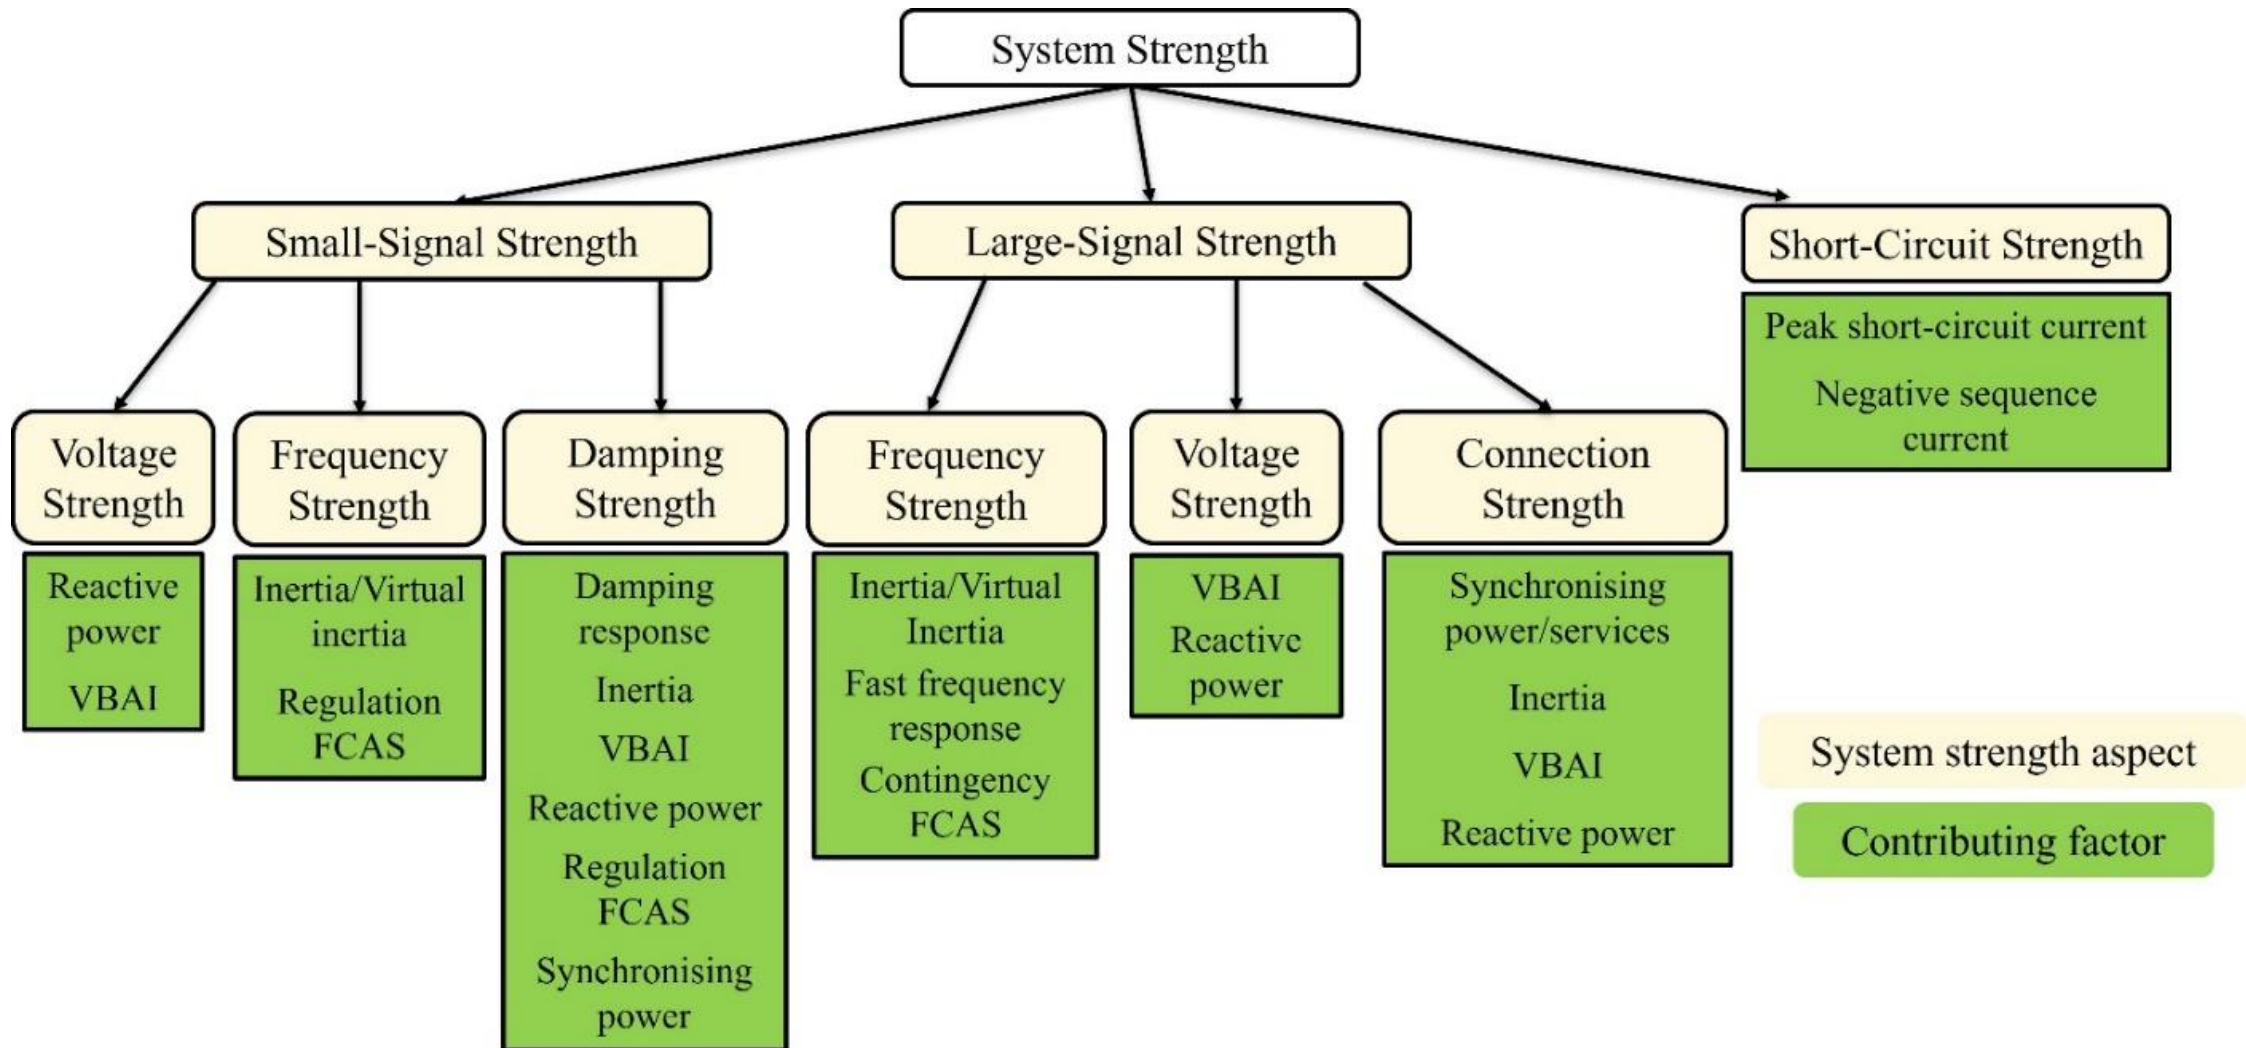 System Strength
Small-Signal Strength
Large-Signal Strength
Short-Circuit Strength
Peak short-circuit current
Negative sequence
current
Voltage
Strength
Reactive
power
VBAI
Frequency
Strength
Inertia/Virtual
inertia
Regulation
FCAS
Damping
Strength
Damping
response
Inertia
VBAI
Reactive power
Regulation
FCAS
Synchronising
power
Frequency
Strength
Inertia/Virtual
Inertia
Fast frequency
response
Contingency
FCAS
Voltage
Strength
VBAI
Reactive
power
Connection
Strength
Synchronising
power/services
Inertia
VBAI
Reactive power
System strength aspect
Contributing factor